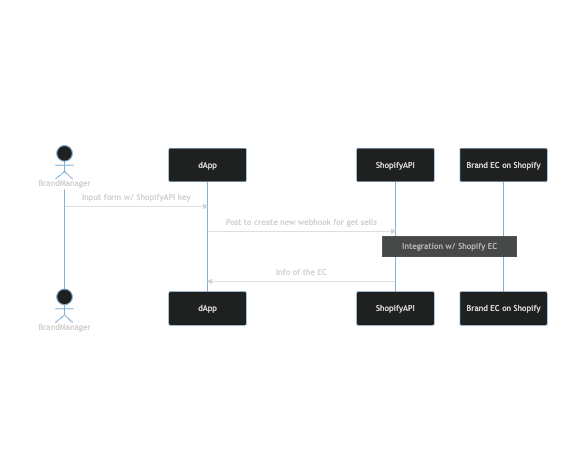 BrandManager
dApp
ShopifyAPI
Brand EC on Shopify
Input form w/ ShopifyAPI key
Post to create new webhook for get sells
Integration w/ Shopify EC
Info of the EC
BrandManager
dApp
ShopifyAPI
Brand EC on Shopify